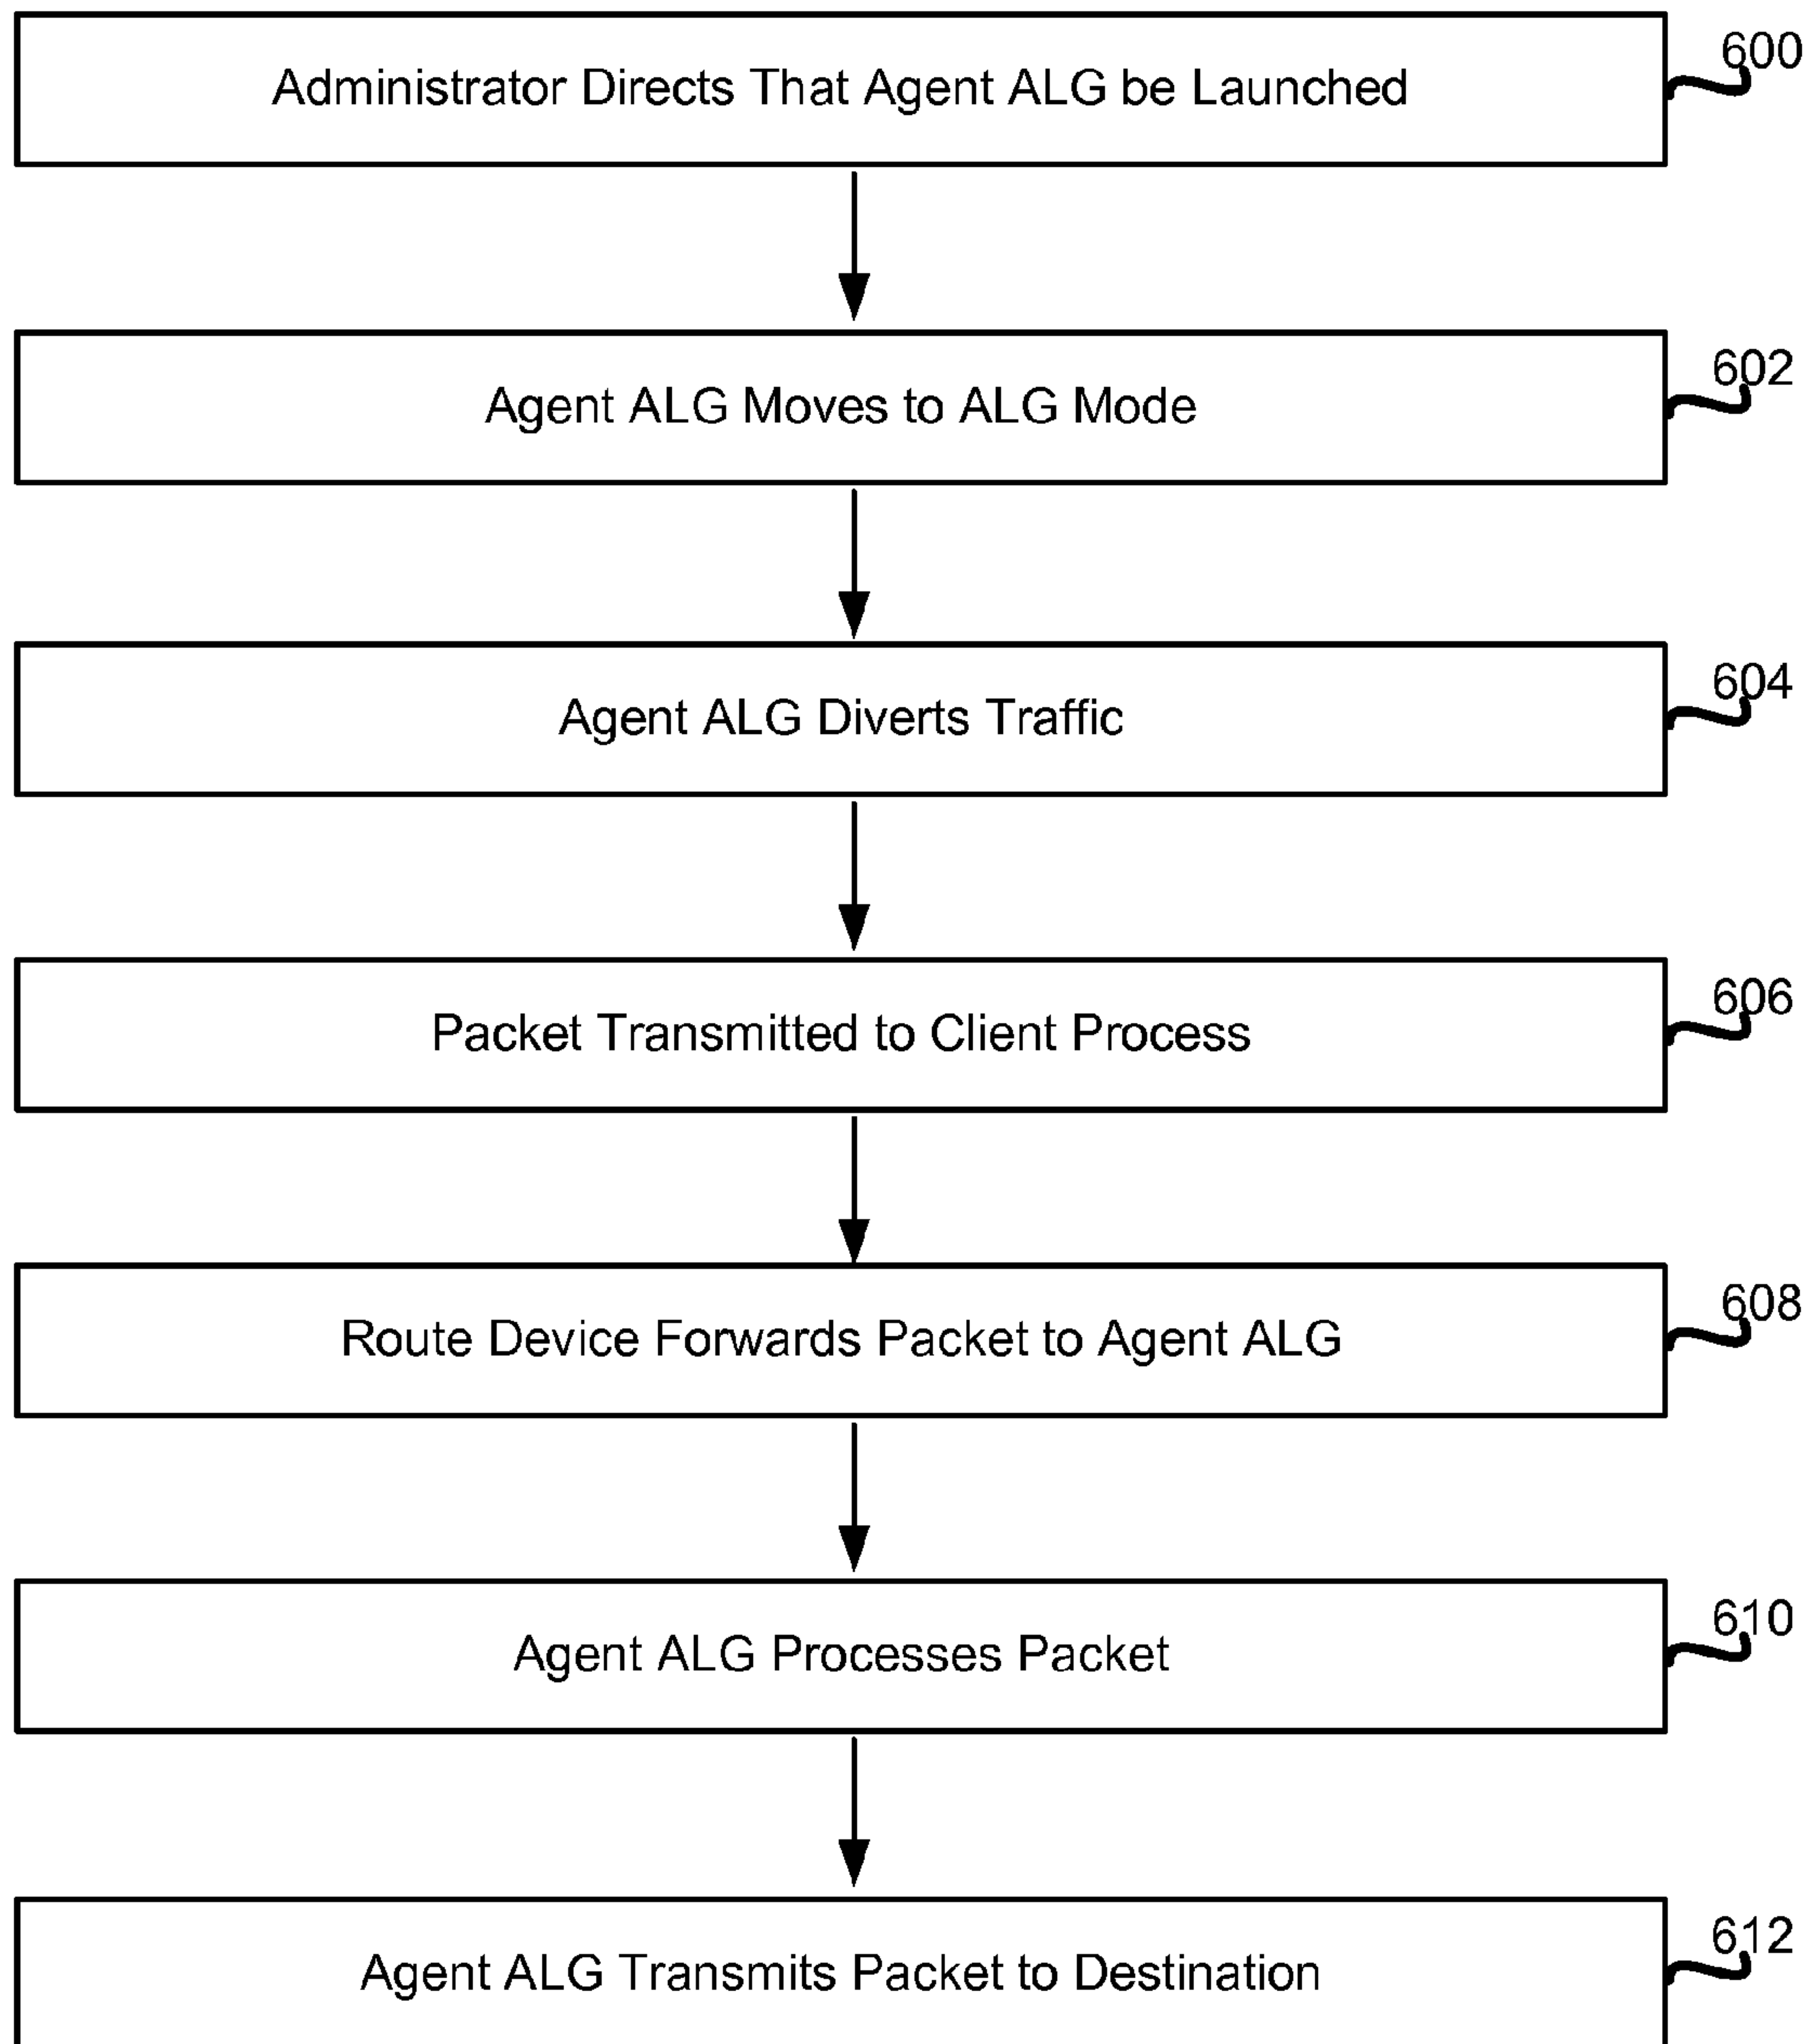 Administrator Directs That Agent ALG be Launched
600
Agent ALG Moves to ALG Mode
602
Agent ALG Diverts Traffic
604
Packet Transmitted to Client Process
606
Route Device Forwards Packet to Agent ALG
608
Agent ALG Processes Packet
610
Agent ALG Transmits Packet to Destination
612